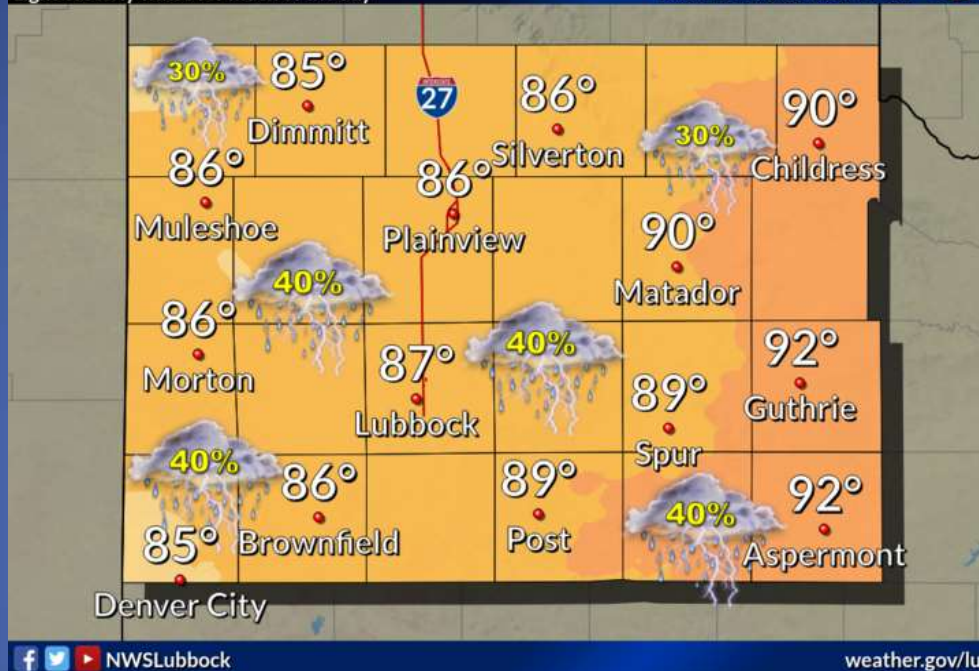 30%
85°
Dimmitt
INTERSTATE
27
86°
Silverton
30%
90°
Childress
86°
Muleshoe
86°
Plainview
90°
Matador
40%
86°
Morton
87°
Lubbock
40%
89°
Spur
92°
Guthrie
40%
85°
Denver City
86°
Brownfield
89°
Post
40%
92°
Aspermont
NWSLubbock
weather.gov/lu